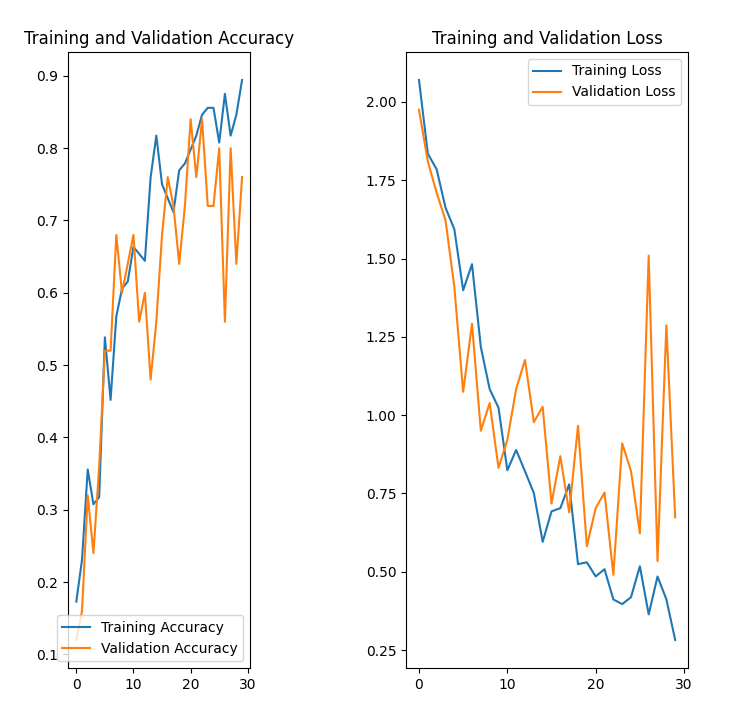 Training and Validation Accuracy
0.9
0.8
0.7
0.6
0.5
0.4
0.3
0.2
0.1
Training Accuracy
Validation Accuracy
0 10 20 30
Training and Validation Loss
Training Loss
Validation Loss
2.00
1.75
1.50
1.25
1.00
0.75
0.50
0.25
0 10 20 30